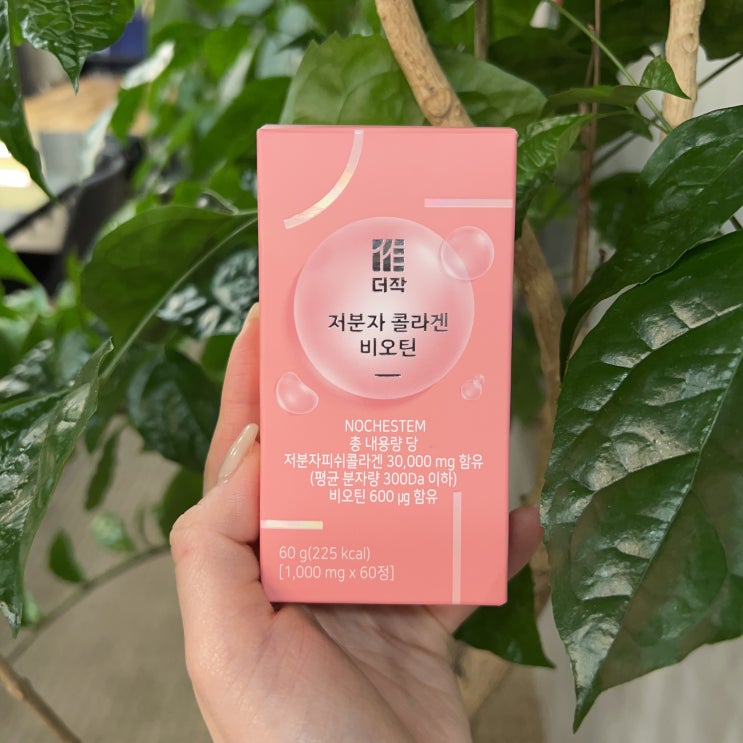 더작
저분자 콜라겐
비오틴
NOCHESTEM
총 내용량 당
저분자피쉬콜라겐 30,000 mg 함유
(평균 분자량 300Da 이하)
비오틴 600 μg 함유
60 g(225 kcal)
[1,000 mg x 60정]